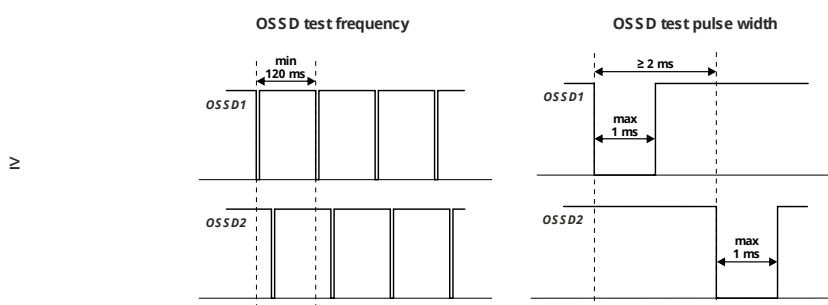 OSSD test frequency
min
120 ms
OSSD1
OSSD2
OSSD test pulse width
≥ 2 ms
OSSD1
max
1 ms
OSSD2
max
1 ms
IV